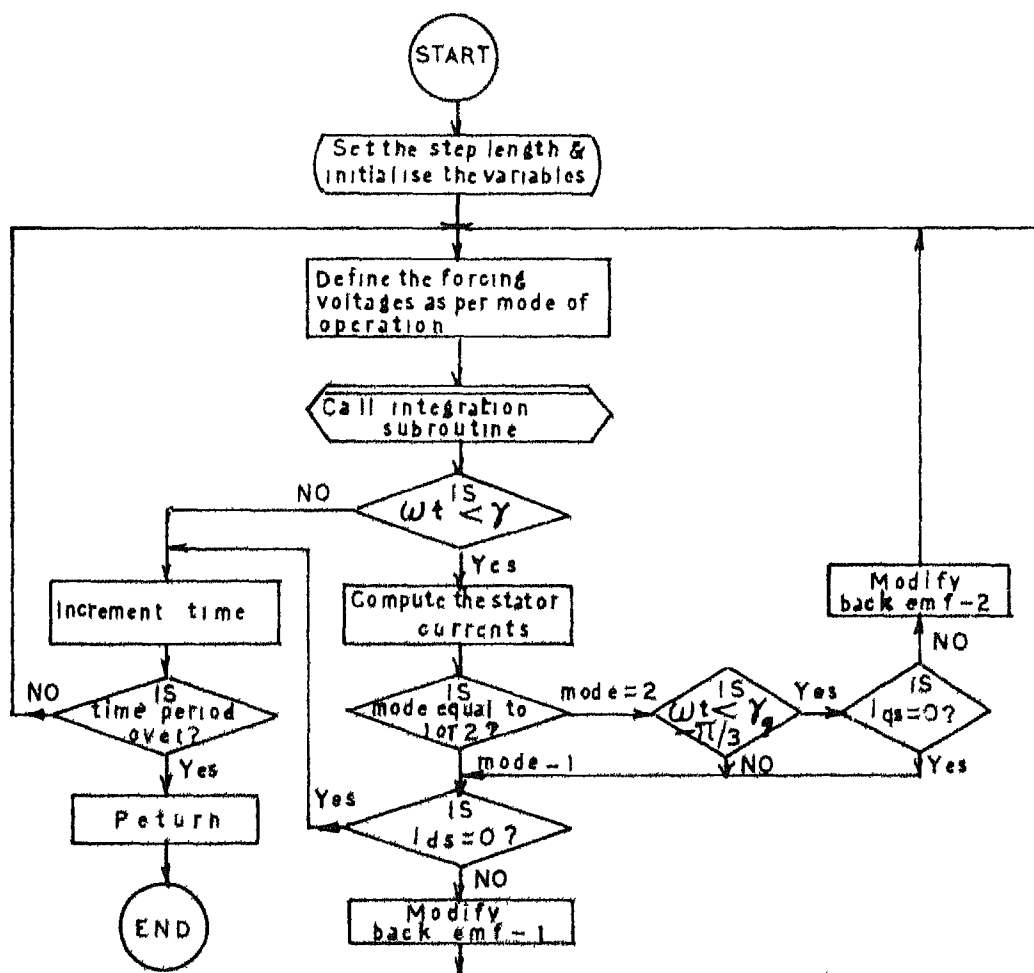 START
Set the step length &
initialise the variables
Define the forcing
voltages as per mode of
operation
Call integration
subroutine
NO
IS
ωt < γ
Yes
Increment time
Compute the stator
currents
Modify
back emf-2
NO
NO
IS
time period
over?
Yes
IS
mode equal to
1 or 2?
mode=2
IS
ωt < γg
-π/3
Yes
IS
Iqs=0?
NO
Yes
mode-1
Return
Yes
IS
Ids=0?
NO
END
Modify
back emf-1